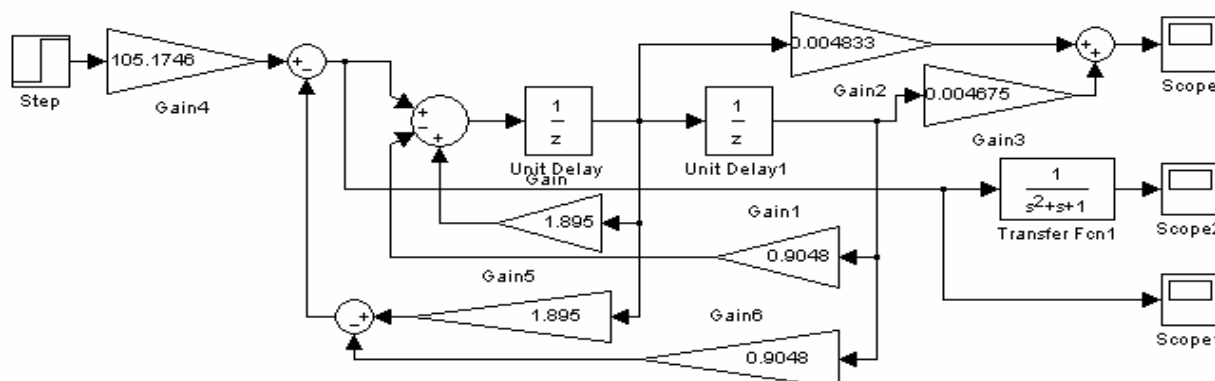 Step
105.1746
Gain4
+
−
+
−
+
1
z
Unit Delay
1
z
Unit Delay1
0.004833
Gain2
0.004675
Gain3
+
+
Scope
1
s²+s+1
Transfer Fcn1
Scope2
Gain
1.895
Gain1
0.9048
Gain5
1.895
+
−
Gain6
0.9048
Scope1